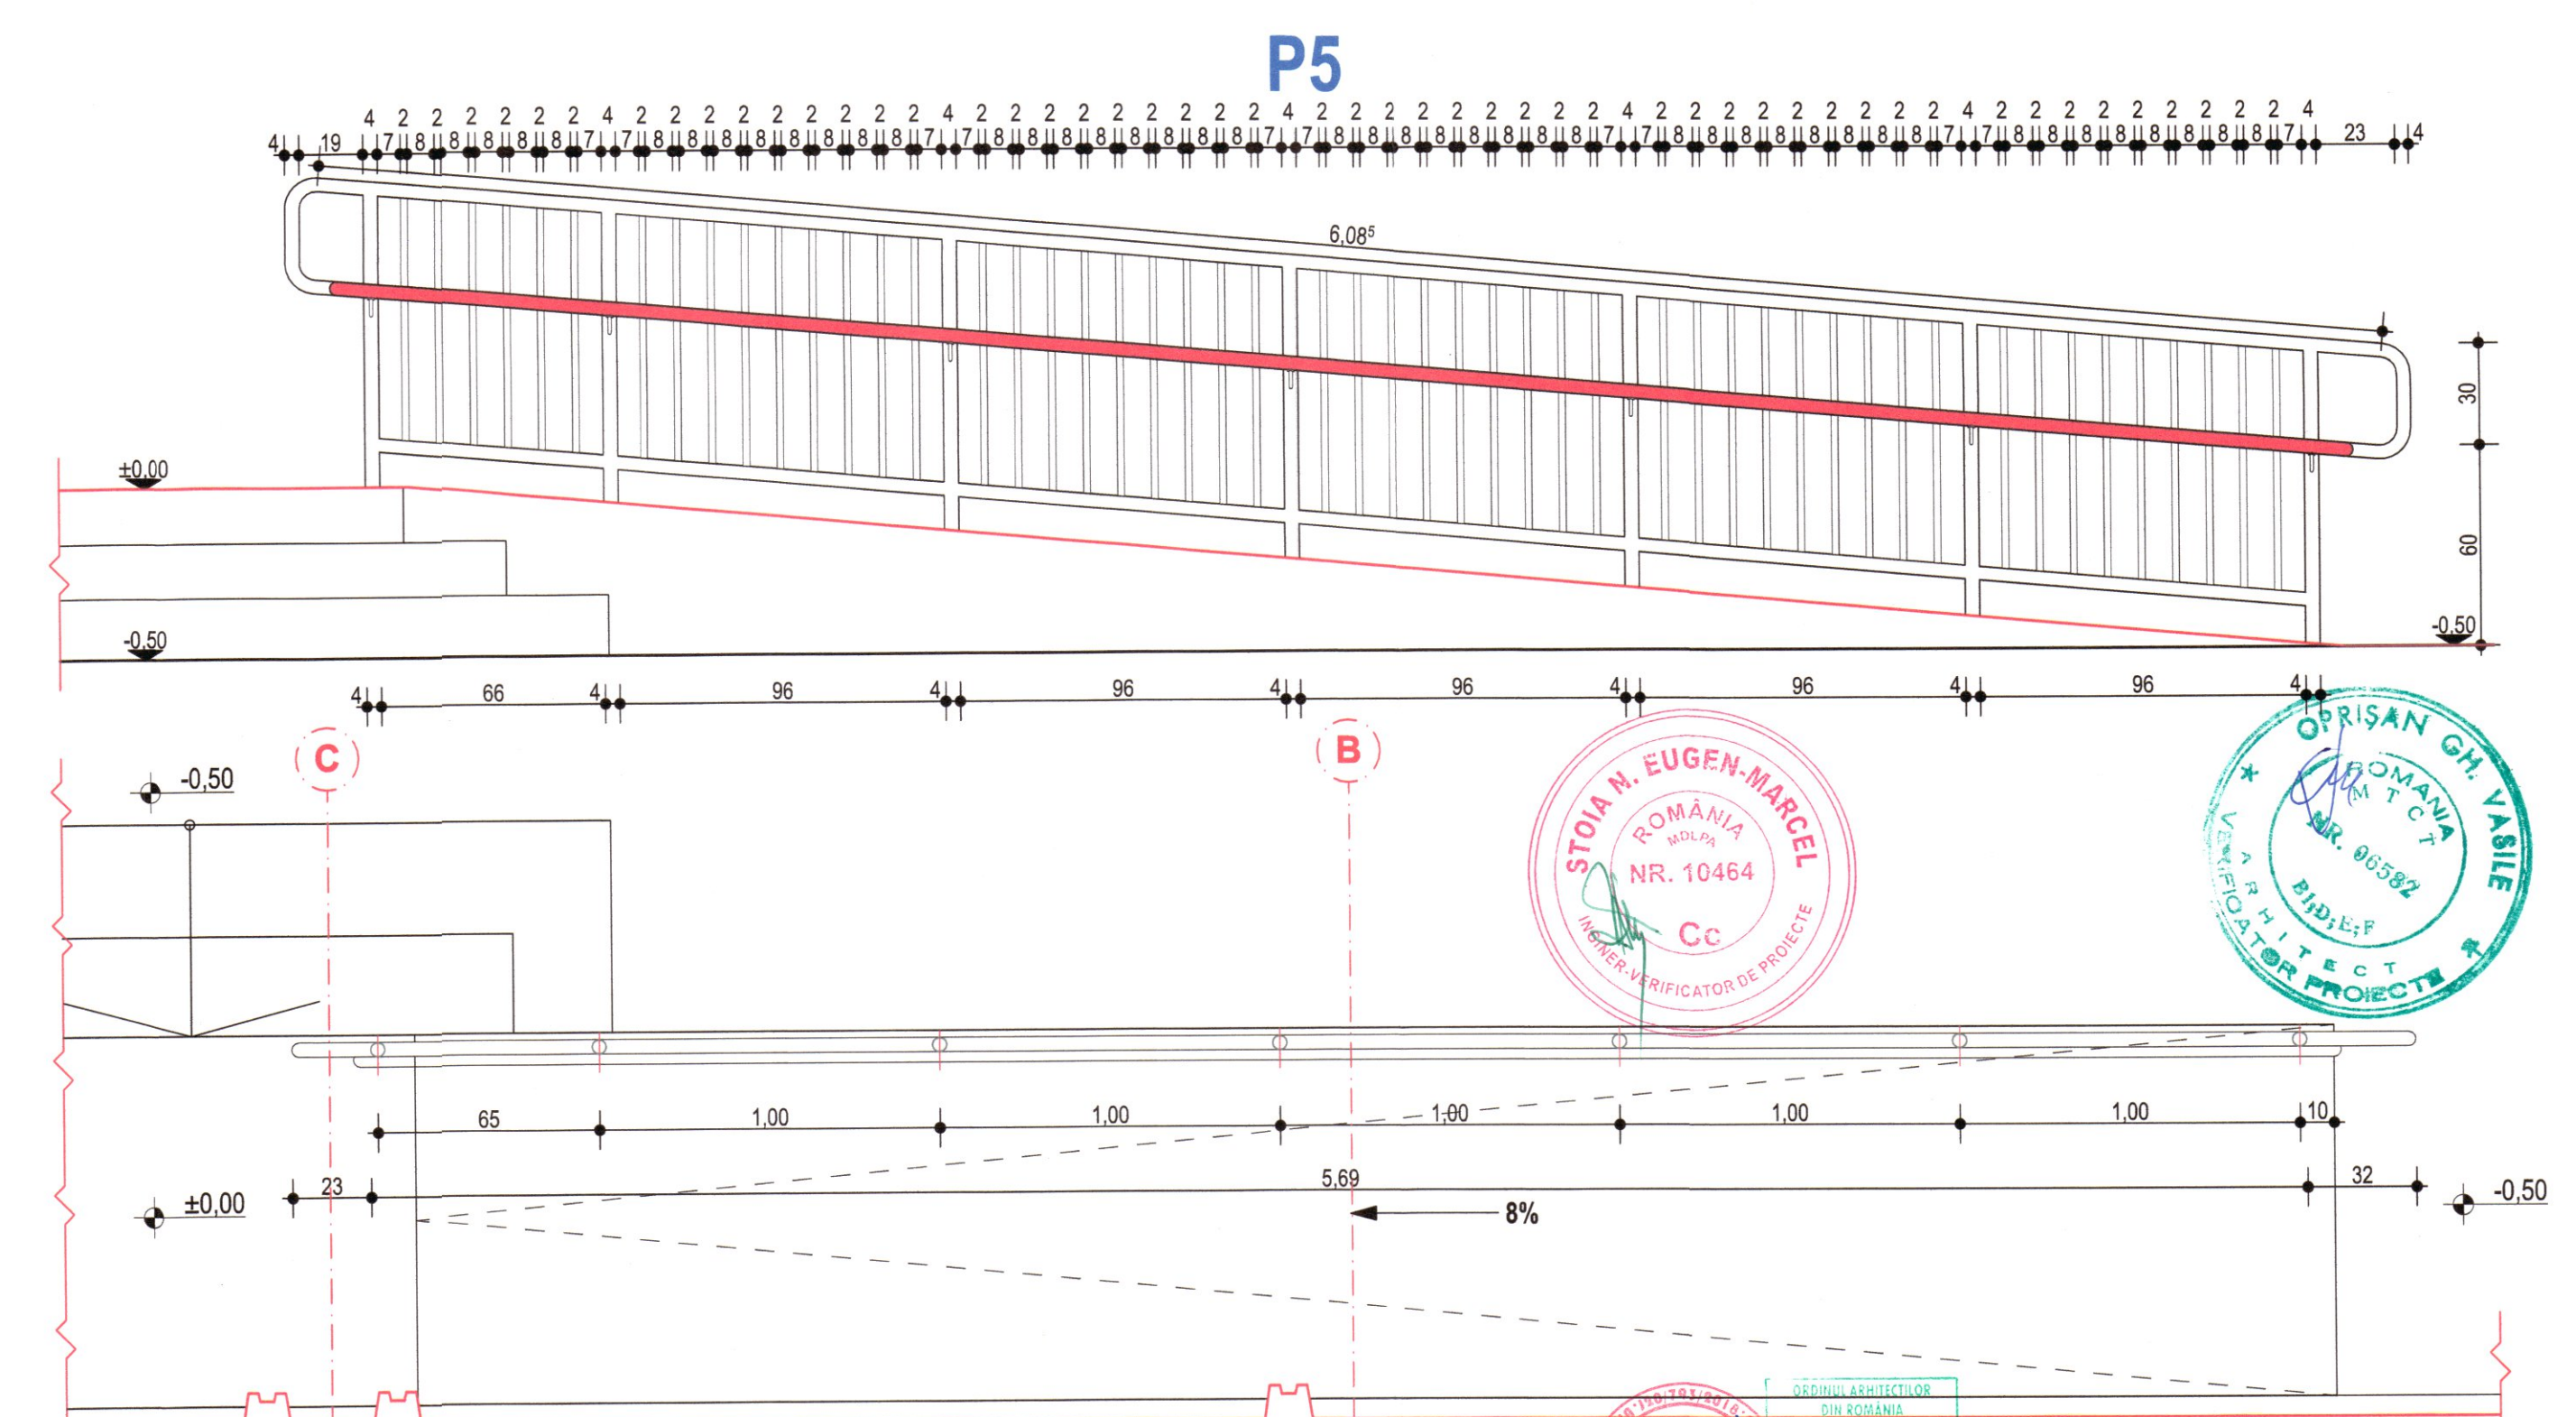 P5
4 2 2 2 2 2 2 4 2 2 2 2 2 2 2 2 2 4 2 2 2 2 2 2 2 2 2 4 2 2 2 2 2 2 2 2 2 4 2 2 2 2 2 2 2 2 2 4 2 2 2 2 2 2 2 2 2 4
4 19 7 8 8 8 8 8 7 7 8 8 8 8 8 8 8 8 7 7 8 8 8 8 8 8 8 8 7 7 8 8 8 8 8 8 8 8 7 7 8 8 8 8 8 8 8 8 7 7 8 8 8 8 8 8 8 8 7 23 4
6,08⁵
30
60
±0,00
-0,50
-0,50
4 66 4 96 4 96 4 96 4 96 4 96 4
C
B
-0,50
STOIA N. EUGEN-MARCEL
ROMÂNIA
MDLPA
NR. 10464
Cc
INGINER-VERIFICATOR DE PROIECTE
OPRIŞAN GH. VASILE
ROMANIA
M T C T
NR. 06582
B1;D;E;F
ARHITECT
VERIFICATOR PROIECTE
65 1,00 1,00 1,00 1,00 1,00 10
23 5,69 32
±0,00
8%
-0,50
ORDINUL ARHITECTILOR
DIN ROMÂNIA